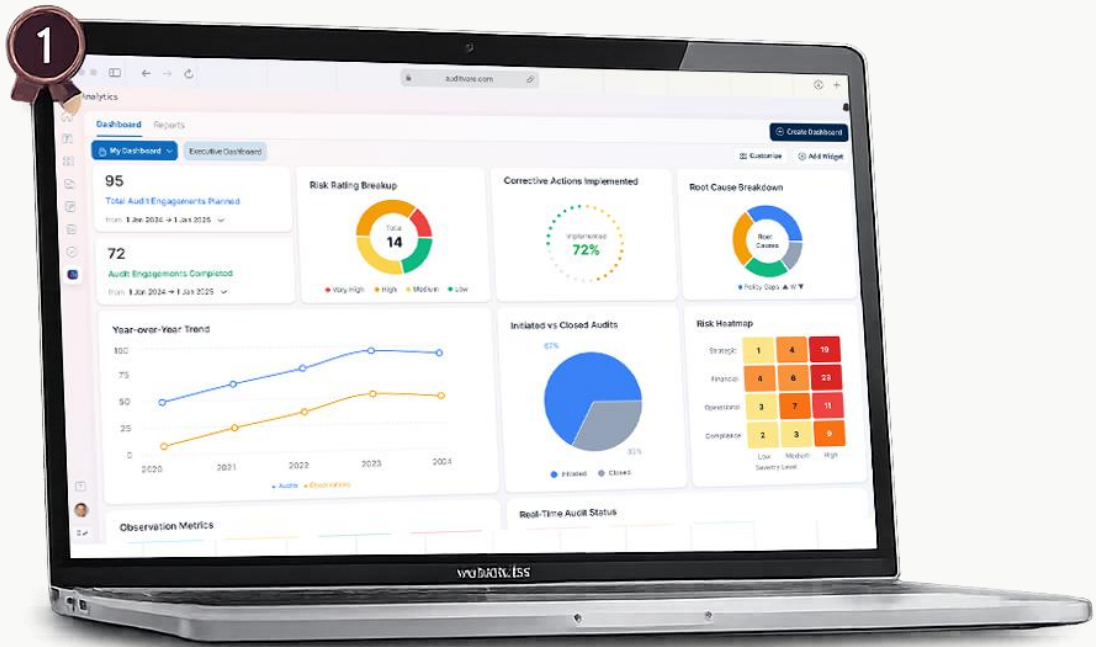 1
auditvare.com
Analytics
Dashboard Reports
Create Dashboard
My Dashboard
Executive Dashboard
Customize
Add Widget
95
Total Audit Engagements Planned
from 1 Jan 2024 → 1 Jan 2025
72
Audit Engagements Completed
from 1 Jan 2024 → 1 Jan 2025
Risk Rating Breakup
Total
14
Very High High Medium Low
Corrective Actions Implemented
Implemented
72%
Root Cause Breakdown
Root
Causes
Policy Gaps
Year-over-Year Trend
100
75
50
25
0
2020 2021 2022 2023 2024
Audits Observations
Initiated vs Closed Audits
Initiated Closed
Risk Heatmap
Strategic 1 4 19
Financial 4 6 23
Operational 3 7 11
Compliance 2 3 9
Low Medium High
Severity Level
Observation Metrics
Real-Time Audit Status